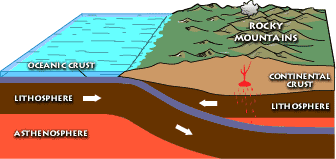 ROCKY
MOUNTAINS
OCEANIC CRUST
CONTINENTAL
CRUST
LITHOSPHERE
LITHOSPHERE
ASTHENOSPHERE